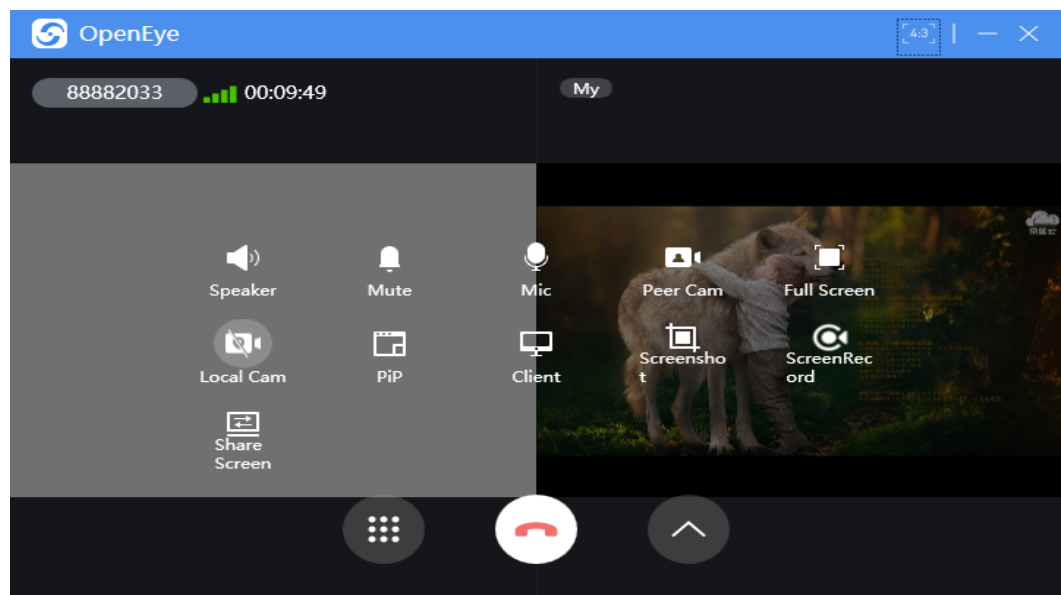 OpenEye
4:3
88882033 00:09:49
My
Speaker
Mute
Mic
Peer Cam
Full Screen
Local Cam
PiP
Client
Screensho
t
ScreenRec
ord
Share
Screen